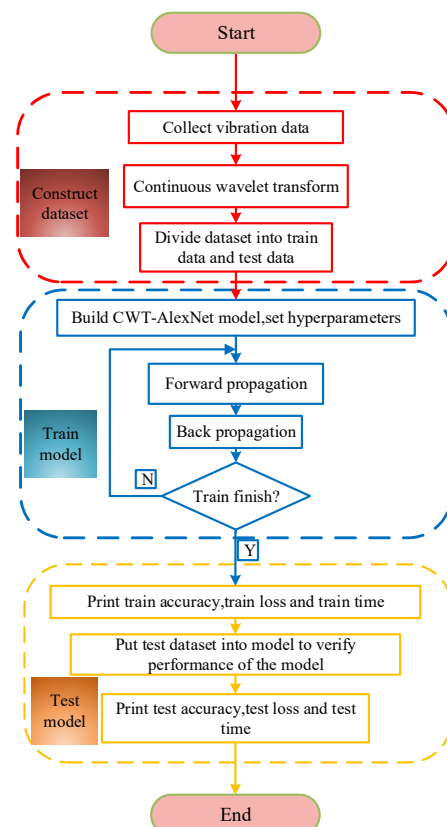 Start
Collect vibration data
Construct
dataset
Continuous wavelet transform
Divide dataset into train
data and test data
Build CWT-AlexNet model,set hyperparameters
Forward propagation
Back propagation
Train
model
N
Train finish?
Y
Print train accuracy,train loss and train time
Put test dataset into model to verify
performance of the model
Test
model
Print test accuracy,test loss and test
time
End